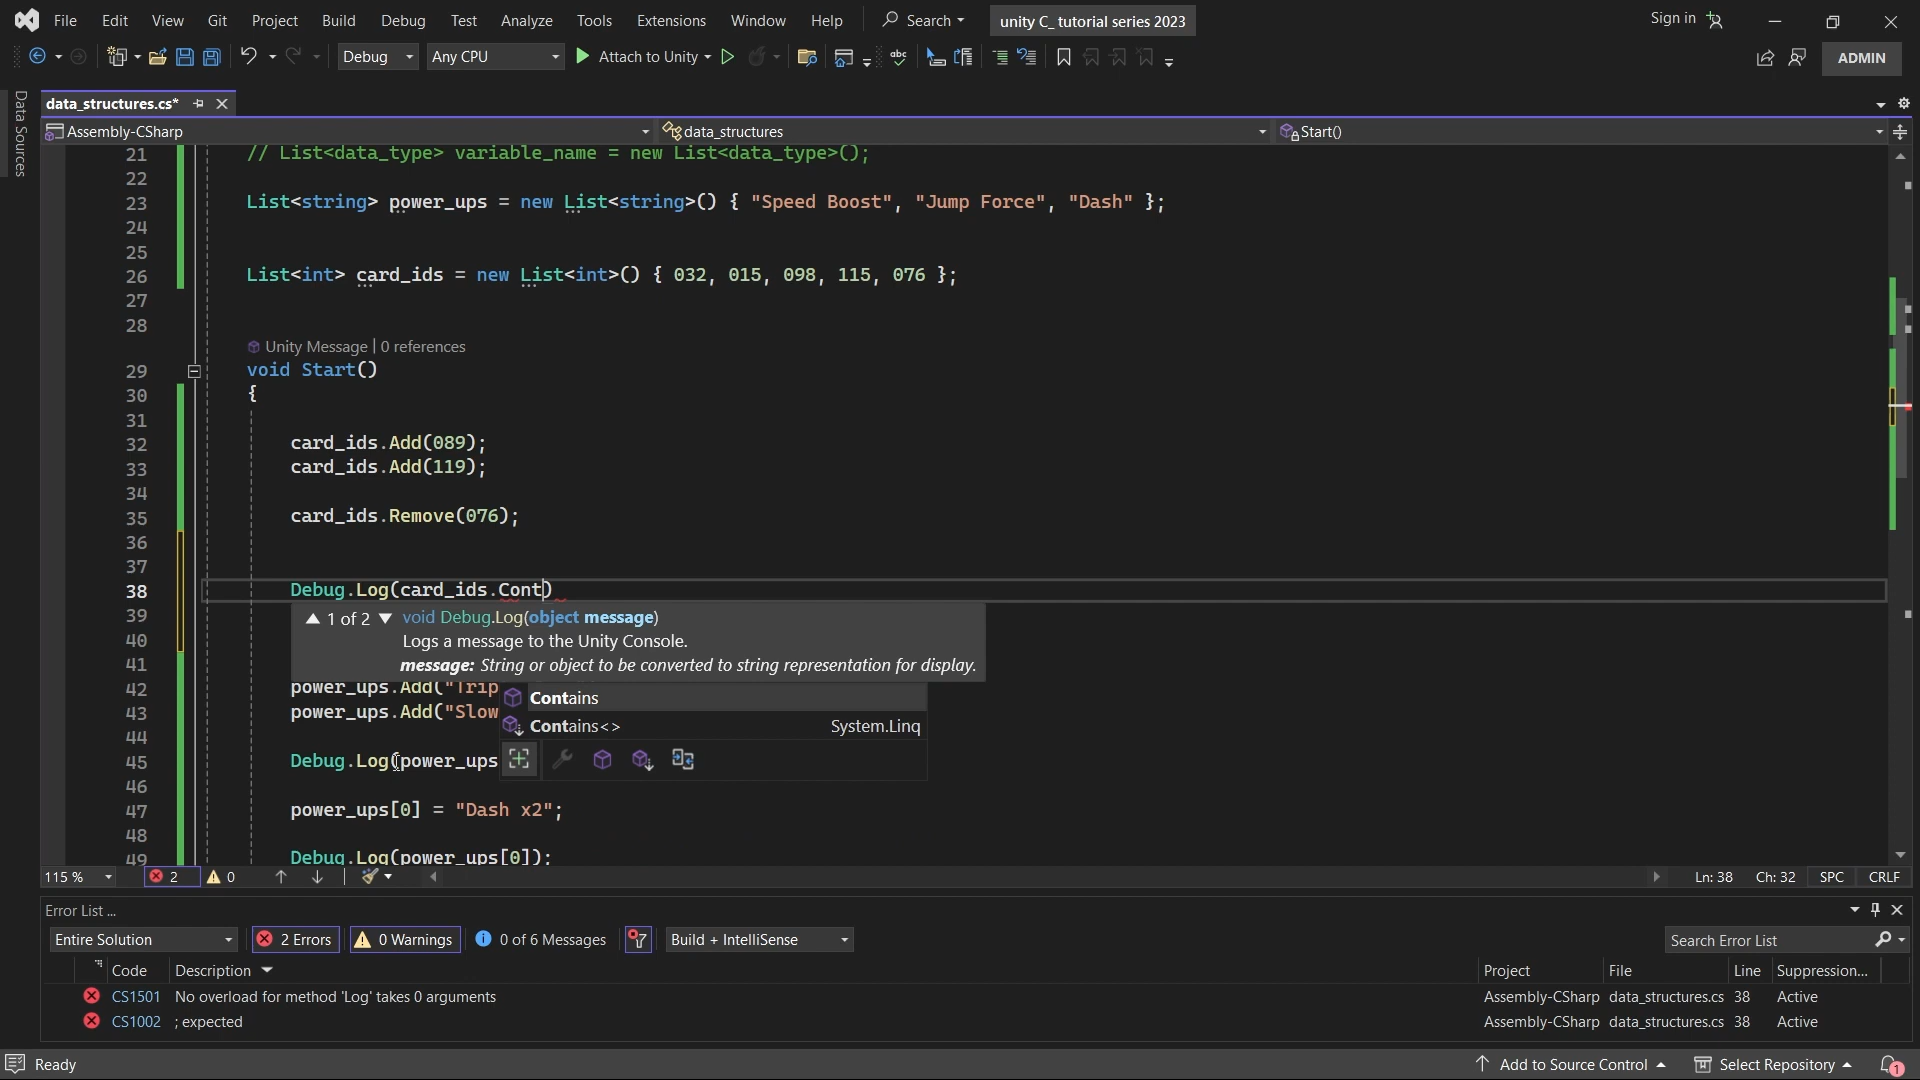 File Edit View Git Project Build Debug Test Analyze Tools Extensions Window Help Search unity C_ tutorial series 2023 Sign in
Debug Any CPU Attach to Unity abc ADMIN
Data Sources
data_structures.cs*
Assembly-CSharp data_structures Start()
21 // List<data_type> variable_name = new List<data_type>();
22
23 List<string> power_ups = new List<string>() { "Speed Boost", "Jump Force", "Dash" };
24
25
26 List<int> card_ids = new List<int>() { 032, 015, 098, 115, 076 };
27
28
Unity Message | 0 references
29 void Start()
30 {
31
32 card_ids.Add(089);
33 card_ids.Add(119);
34
35 card_ids.Remove(076);
36
37
38 Debug.Log(card_ids.Cont)
39 1 of 2 void Debug.Log(object message)
40 Logs a message to the Unity Console.
41 message: String or object to be converted to string representation for display.
42 power_ups.Add("Trip Contains
43 power_ups.Add("Slow Contains<> System.Linq
44
45 Debug.Log(power_ups
46
47 power_ups[0] = "Dash x2";
48
49 Debug.Log(power_ups[0]);
115 % 2 0 Ln: 38 Ch: 32 SPC CRLF
Error List ...
Entire Solution 2 Errors 0 Warnings 0 of 6 Messages Build + IntelliSense Search Error List
Code Description Project File Line Suppression...
CS1501 No overload for method 'Log' takes 0 arguments Assembly-CSharp data_structures.cs 38 Active
CS1002 ; expected Assembly-CSharp data_structures.cs 38 Active
Ready Add to Source Control Select Repository 1